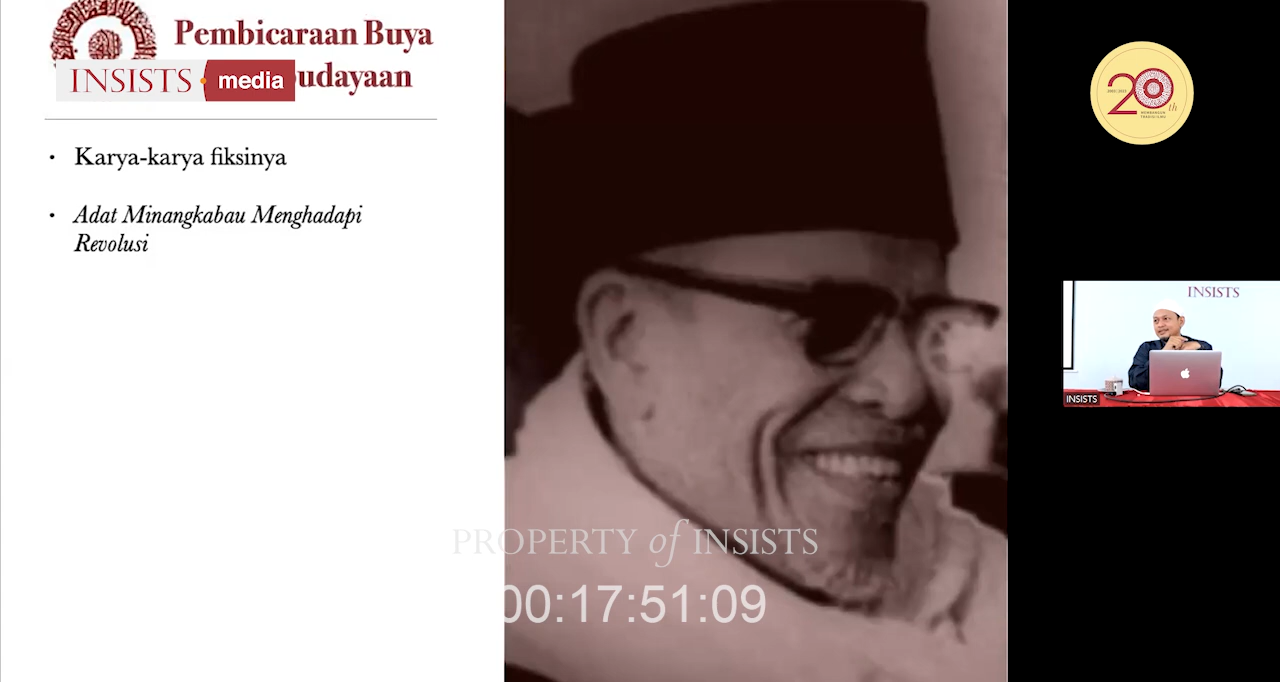 Pembicaraan Buya
INSISTS media udayaan
Karya-karya fiksinya
Adat Minangkabau Menghadapi
Revolusi
PROPERTY of INSISTS
00:17:51:09
20th
INSISTS
INSISTS